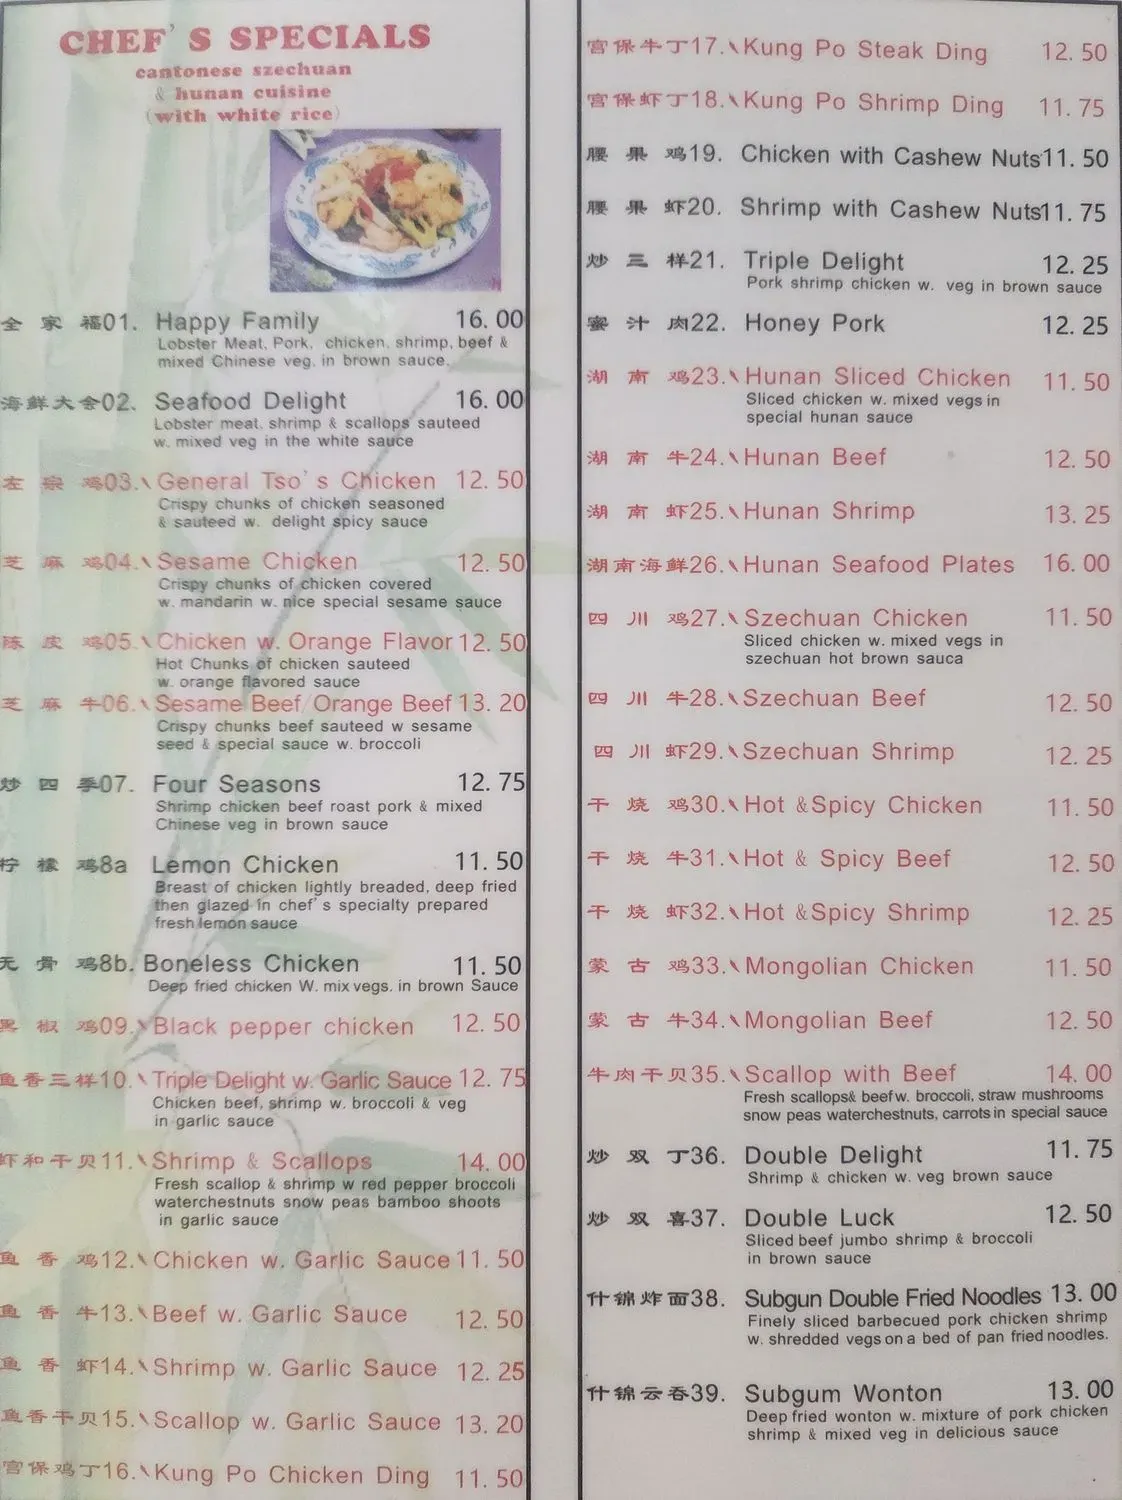 CHEF'S SPECIALS
cantonese szechuan
& hunan cuisine
(with white rice)
全家福01. Happy Family 16.00
Lobster Meat, Pork, chicken, shrimp, beef &
mixed Chinese veg. in brown sauce.
海鲜大会02. Seafood Delight 16.00
Lobster meat, shrimp & scallops sauteed
w. mixed veg in the white sauce
左宗鸡03. General Tso's Chicken 12.50
Crispy chunks of chicken seasoned
& sauteed w. delight spicy sauce
芝麻鸡04. Sesame Chicken 12.50
Crispy chunks of chicken covered
w. mandarin w. nice special sesame sauce
陈皮鸡05. Chicken w. Orange Flavor 12.50
Hot Chunks of chicken sauteed
w. orange flavored sauce
芝麻牛06. Sesame Beef/Orange Beef 13.20
Crispy chunks beef sauteed w sesame
seed & special sauce w. broccoli
炒四季07. Four Seasons 12.75
Shrimp chicken beef roast pork & mixed
Chinese veg in brown sauce
柠檬鸡8a Lemon Chicken 11.50
Breast of chicken lightly breaded, deep fried
then glazed in chef's specialty prepared
fresh lemon sauce
无骨鸡8b. Boneless Chicken 11.50
Deep fried chicken W. mix vegs. in brown Sauce
黑椒鸡09. Black pepper chicken 12.50
鱼香三样10. Triple Delight w. Garlic Sauce 12.75
Chicken beef, shrimp w. broccoli & veg
in garlic sauce
虾和干贝11. Shrimp & Scallops 14.00
Fresh scallop & shrimp w red pepper broccoli
waterchestnuts snow peas bamboo shoots
in garlic sauce
鱼香鸡12. Chicken w. Garlic Sauce 11.50
鱼香牛13. Beef w. Garlic Sauce 12.50
鱼香虾14. Shrimp w. Garlic Sauce 12.25
鱼香干贝15. Scallop w. Garlic Sauce 13.20
宫保鸡丁16. Kung Po Chicken Ding 11.50
宫保牛丁17. Kung Po Steak Ding 12.50
宫保虾丁18. Kung Po Shrimp Ding 11.75
腰果鸡19. Chicken with Cashew Nuts 11.50
腰果虾20. Shrimp with Cashew Nuts 11.75
炒三样21. Triple Delight 12.25
Pork shrimp chicken w. veg in brown sauce
蜜汁肉22. Honey Pork 12.25
湖南鸡23. Hunan Sliced Chicken 11.50
Sliced chicken w. mixed vegs in
special hunan sauce
湖南牛24. Hunan Beef 12.50
湖南虾25. Hunan Shrimp 13.25
湖南海鲜26. Hunan Seafood Plates 16.00
四川鸡27. Szechuan Chicken 11.50
Sliced chicken w. mixed vegs in
szechuan hot brown sauca
四川牛28. Szechuan Beef 12.50
四川虾29. Szechuan Shrimp 12.25
干烧鸡30. Hot &Spicy Chicken 11.50
干烧牛31. Hot & Spicy Beef 12.50
干烧虾32. Hot &Spicy Shrimp 12.25
蒙古鸡33. Mongolian Chicken 11.50
蒙古牛34. Mongolian Beef 12.50
牛肉干贝35. Scallop with Beef 14.00
Fresh scallops& beef w. broccoli, straw mushrooms
snow peas waterchestnuts, carrots in special sauce
炒双丁36. Double Delight 11.75
Shrimp & chicken w. veg brown sauce
炒双喜37. Double Luck 12.50
Sliced beef jumbo shrimp & broccoli
in brown sauce
什锦炸面38. Subgun Double Fried Noodles 13.00
Finely sliced barbecued pork chicken shrimp
w. shredded vegs on a bed of pan fried noodles.
什锦云吞39. Subgum Wonton 13.00
Deep fried wonton w. mixture of pork chicken
shrimp & mixed veg in delicious sauce